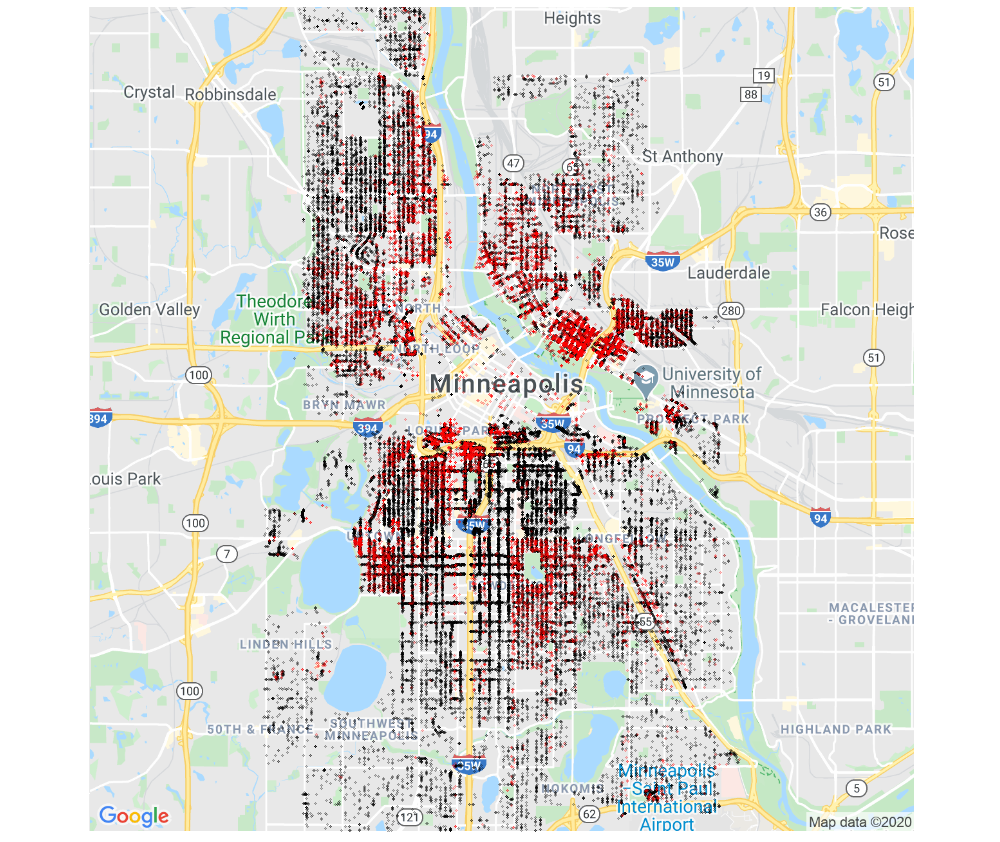 Heights
19
Crystal
Robbinsdale
88
51
94
47
65
St Anthony
36
Rose
35W
Lauderdale
Theodore
Wirth
Regional Pa
Golden Valley
NORTH
280
Falcon Heigh
NORTH LOOP
51
100
Minneapolis
University of
Minnesota
BRYN MAWR
394
394
LORING PARK
35W
PROSPECT PARK
94
ouis Park
35W
94
100
7
LONGFELLOW
MACALESTER
- GROVELAND
55
LINDEN HILLS
100
50TH & FRANCE
SOUTHWEST
MINNEAPOLIS
HIGHLAND PARK
35W
Minneapolis
-Saint Paul
International
Airport
NOKOMIS
5
Google
121
62
Map data ©2020